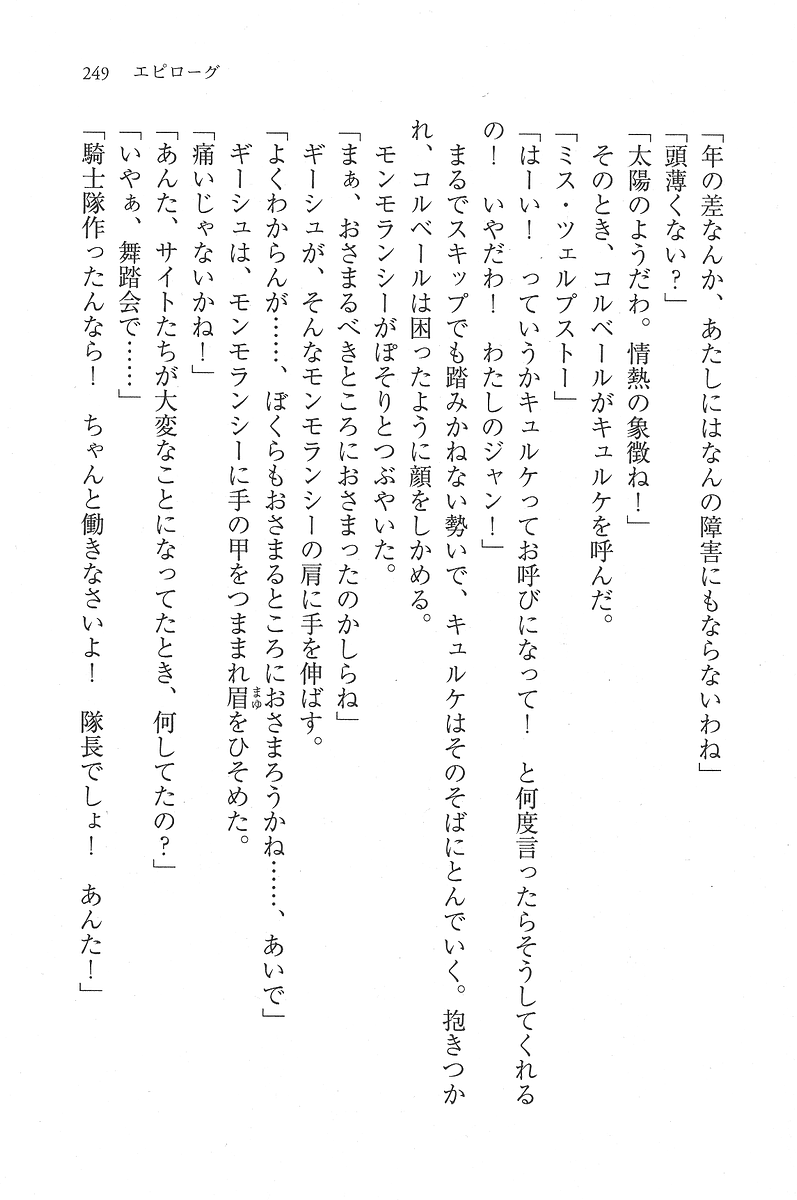 249 エピローグ
「年の差なんか、あたしにはなんの障害にもならないわね」
「頭薄くない？」
「太陽のようだわ。情熱の象徴ね！」
そのとき、コルベールがキュルケを呼んだ。
「ミス・ツェルプストー」
「はーい！　っていうかキュルケってお呼びになって！　と何度言ったらそうしてくれる
の！　いやだわ！　わたしのジャン！」
まるでスキップでも踏みかねない勢いで、キュルケはそのそばにとんでいく。抱きつか
れ、コルベールは困ったように顔をしかめる。
モンモランシーがぽそりとつぶやいた。
「まぁ、おさまるべきところにおさまったのかしらね」
ギーシュが、そんなモンモランシーの肩に手を伸ばす。
「よくわからんが……、ぼくらもおさまるところにおさまろうかね……、あいで」
ギーシュは、モンモランシーに手の甲をつままれ眉まゆをひそめた。
「痛いじゃないかね！」
「あんた、サイトたちが大変なことになってたとき、何してたの？」
「いやぁ、舞踏会で……」
「騎士隊作ったんなら！　ちゃんと働きなさいよ！　隊長でしょ！　あんた！」